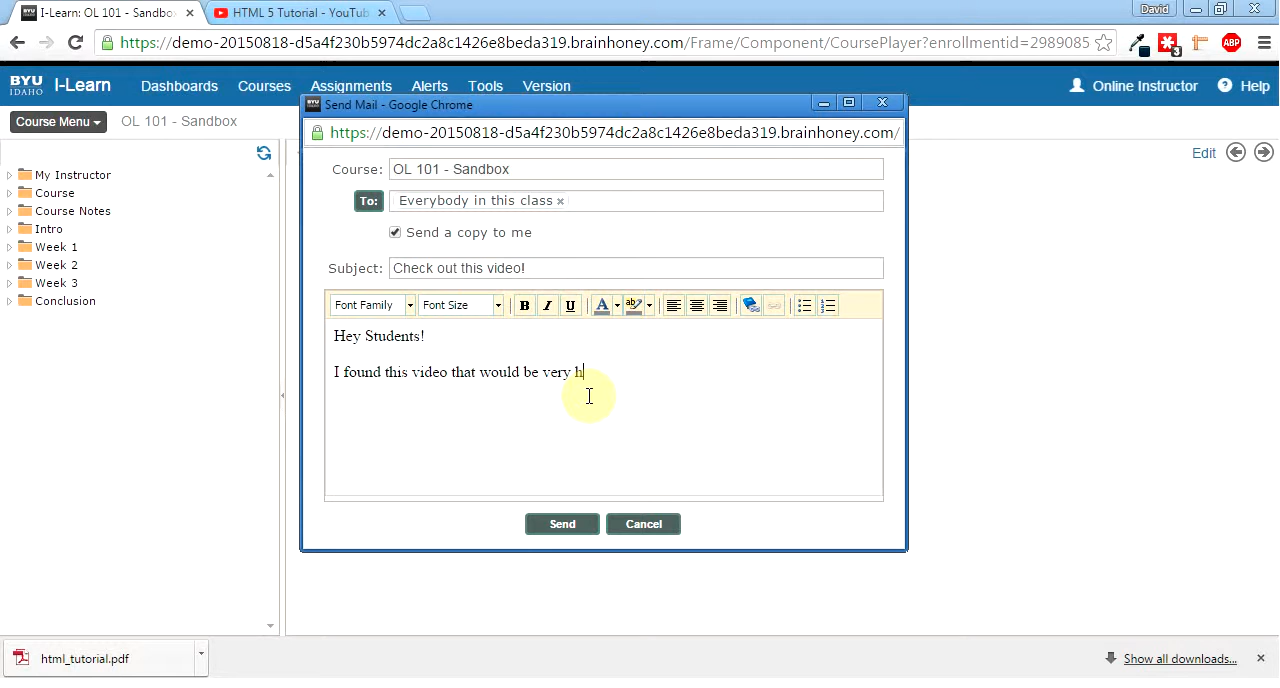 I-Learn: OL 101 - Sandbo
HTML 5 Tutorial - YouTub
David
https://demo-20150818-d5a4f230b5974dc2a8c1426e8beda319.brainhoney.com/Frame/Component/CoursePlayer?enrollmentid=2989085
3
ABP
BYU IDAHO I-Learn Dashboards Courses Assignments Alerts Tools Version Online Instructor Help
Course Menu OL 101 - Sandbox
Edit
My Instructor
Course
Course Notes
Intro
Week 1
Week 2
Week 3
Conclusion
Send Mail - Google Chrome
https://demo-20150818-d5a4f230b5974dc2a8c1426e8beda319.brainhoney.com/
Course: OL 101 - Sandbox
To: Everybody in this class
Send a copy to me
Subject: Check out this video!
Font Family Font Size B I U A ab
Hey Students!
I found this video that would be very h
Send Cancel
html_tutorial.pdf
Show all downloads...